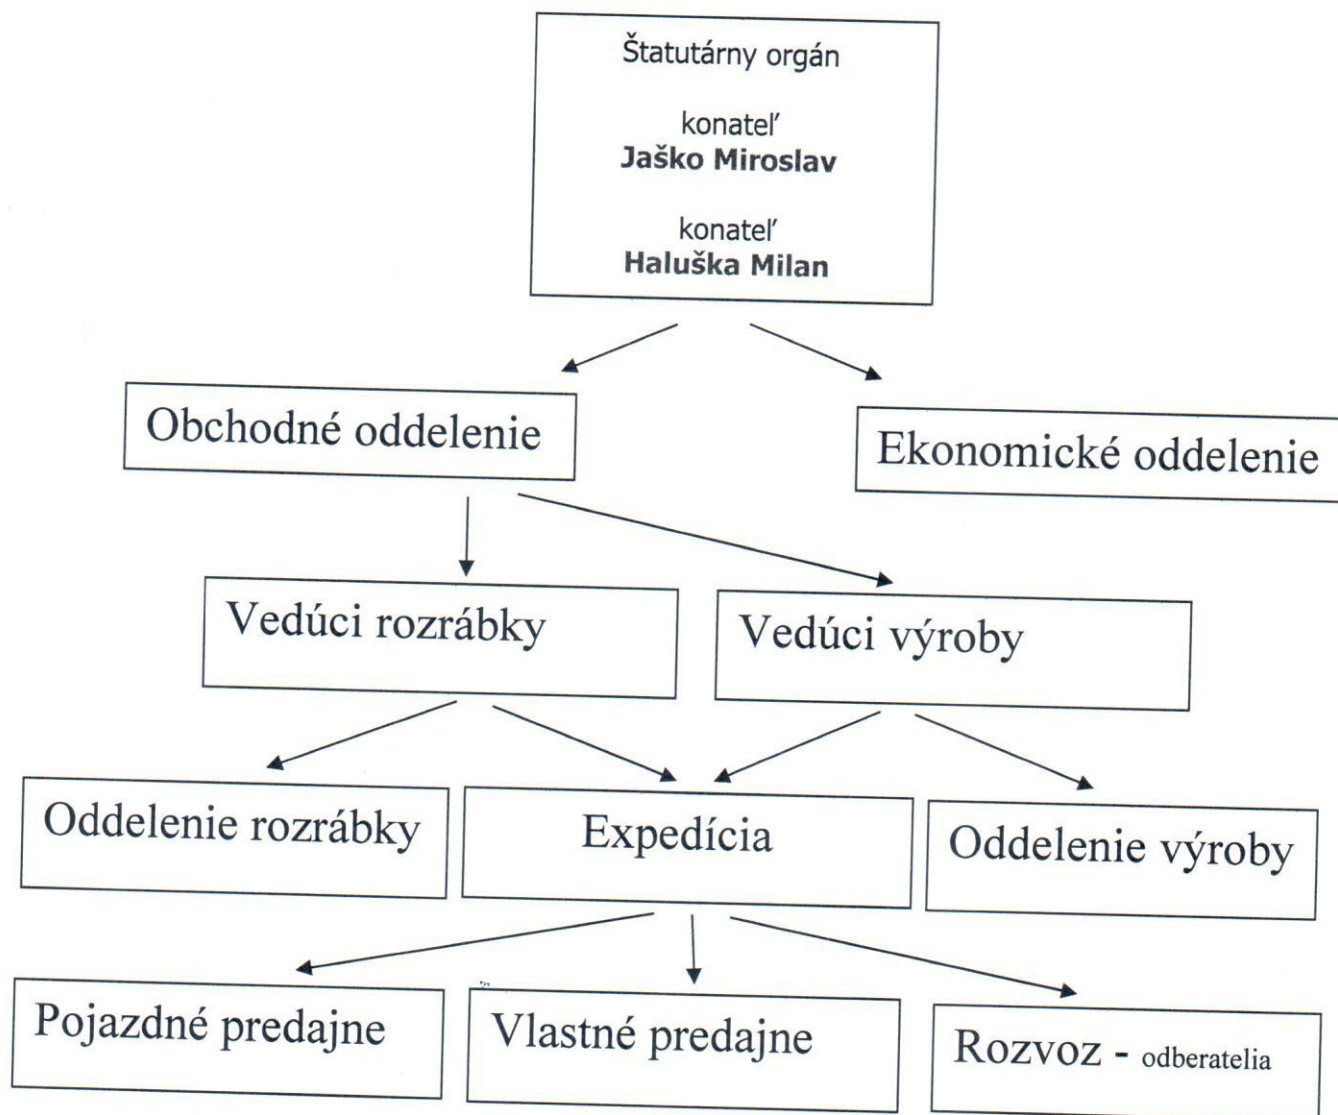 Štatutárny orgán
konateľ
Jaško Miroslav
konateľ
Haluška Milan
Obchodné oddelenie
Ekonomické oddelenie
Vedúci rozrábky
Vedúci výroby
Oddelenie rozrábky
Expedícia
Oddelenie výroby
Pojazdné predajne
Vlastné predajne
Rozvoz - odberatelia